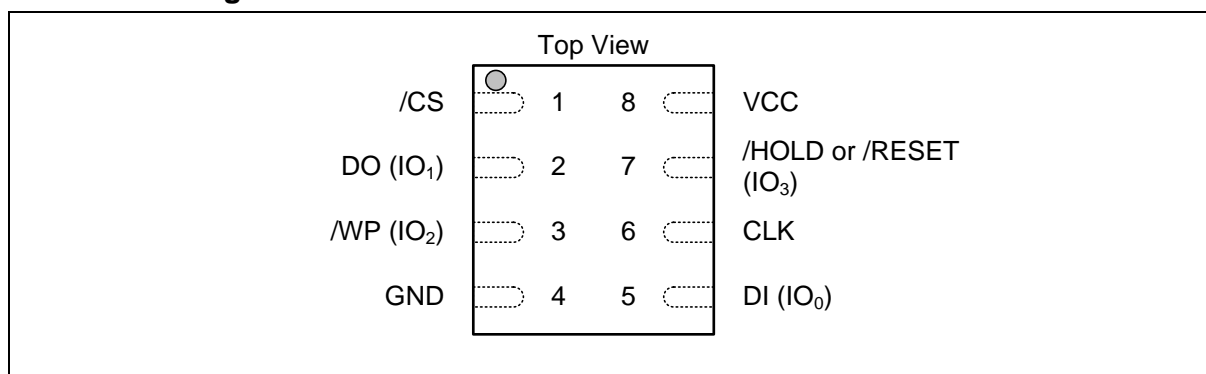 Top View
/CS 1 8 VCC
DO (IO₁) 2 7 /HOLD or /RESET
(IO₃)
/WP (IO₂) 3 6 CLK
GND 4 5 DI (IO₀)